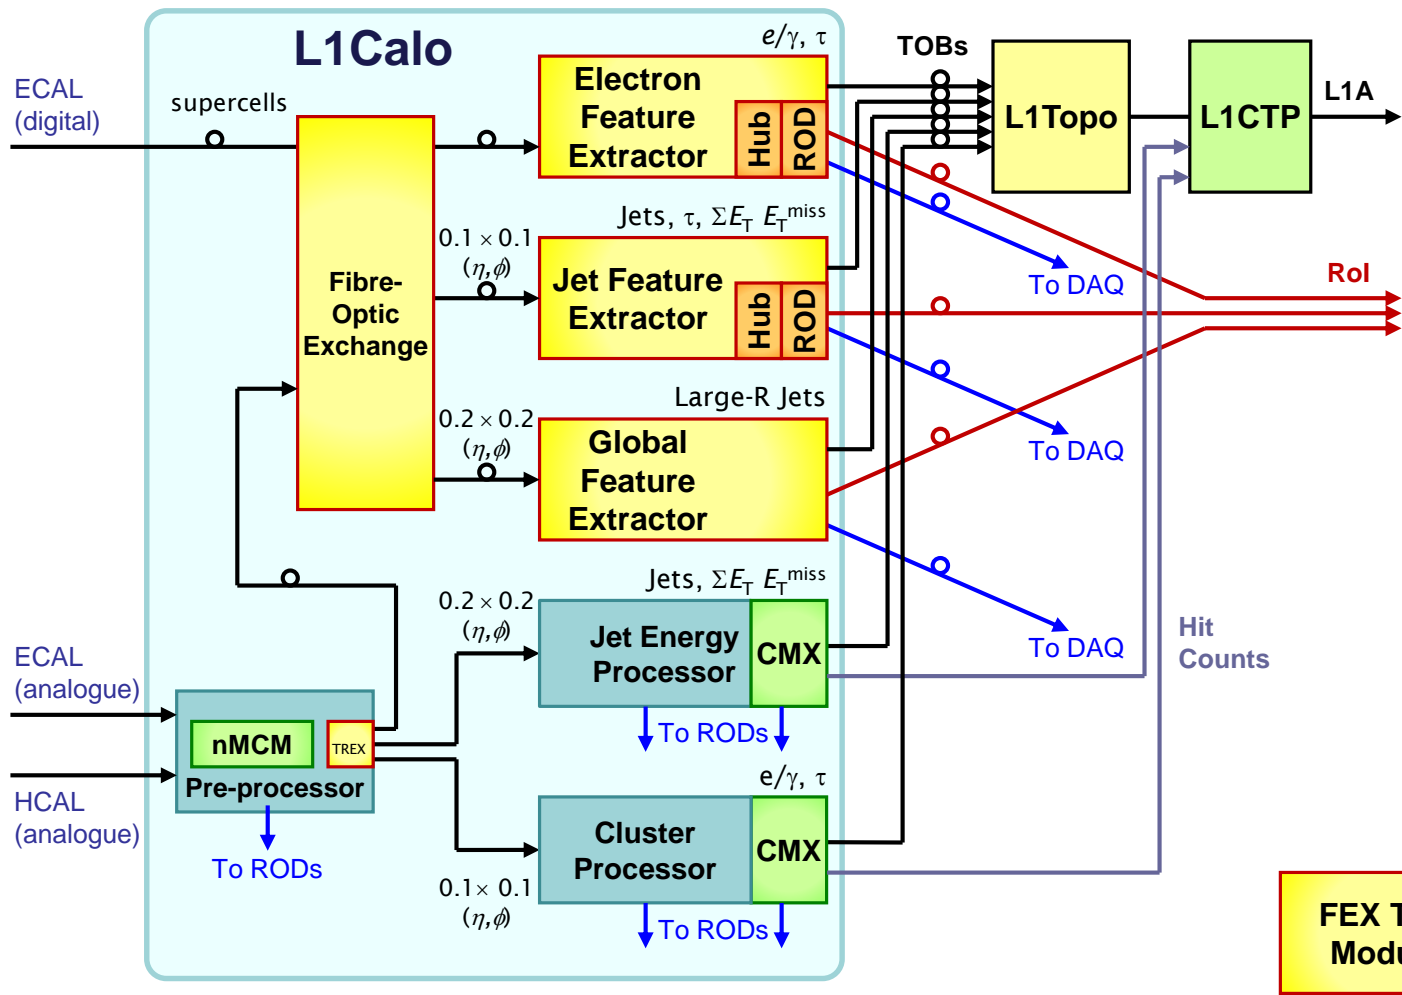 L1Calo
e/γ, τ
TOBs
ECAL
(digital)
supercells
Electron
Feature
Extractor
Hub
ROD
L1Topo
L1CTP
L1A
Jets, τ, ΣE_T E_T^miss
0.1 × 0.1
(η,ϕ)
Fibre-
Optic
Exchange
Jet Feature
Extractor
Hub
ROD
To DAQ
RoI
Large-R Jets
0.2 × 0.2
(η,ϕ)
Global
Feature
Extractor
To DAQ
Jets, ΣE_T E_T^miss
0.2 × 0.2
(η,ϕ)
Jet Energy
Processor
CMX
To DAQ
Hit
Counts
ECAL
(analogue)
nMCM
TREX
Pre-processor
To RODs
HCAL
(analogue)
To RODs
e/γ, τ
Cluster
Processor
CMX
0.1× 0.1
(η,ϕ)
To RODs
FEX